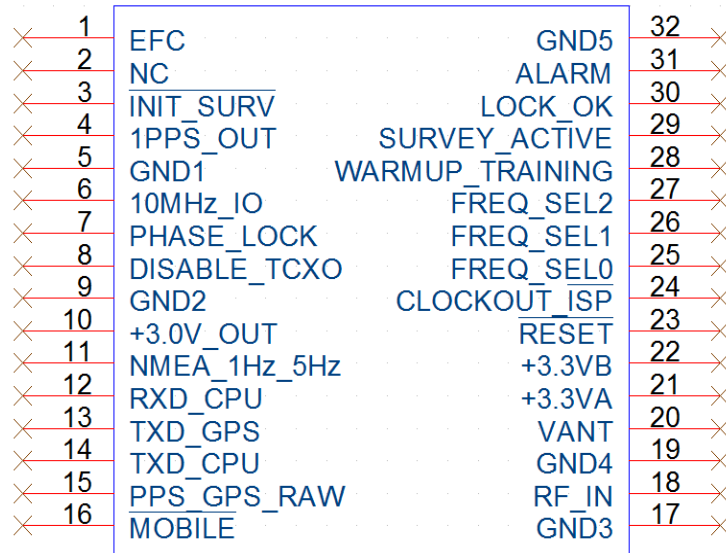 1 EFC GND5 32
2 NC ALARM 31
3 INIT_SURV LOCK_OK 30
4 1PPS_OUT SURVEY_ACTIVE 29
5 GND1 WARMUP_TRAINING 28
6 10MHz_IO FREQ_SEL2 27
7 PHASE_LOCK FREQ_SEL1 26
8 DISABLE_TCXO FREQ_SEL0 25
9 GND2 CLOCKOUT_ISP 24
10 +3.0V_OUT RESET 23
11 NMEA_1Hz_5Hz +3.3VB 22
12 RXD_CPU +3.3VA 21
13 TXD_GPS VANT 20
14 TXD_CPU GND4 19
15 PPS_GPS_RAW RF_IN 18
16 MOBILE GND3 17